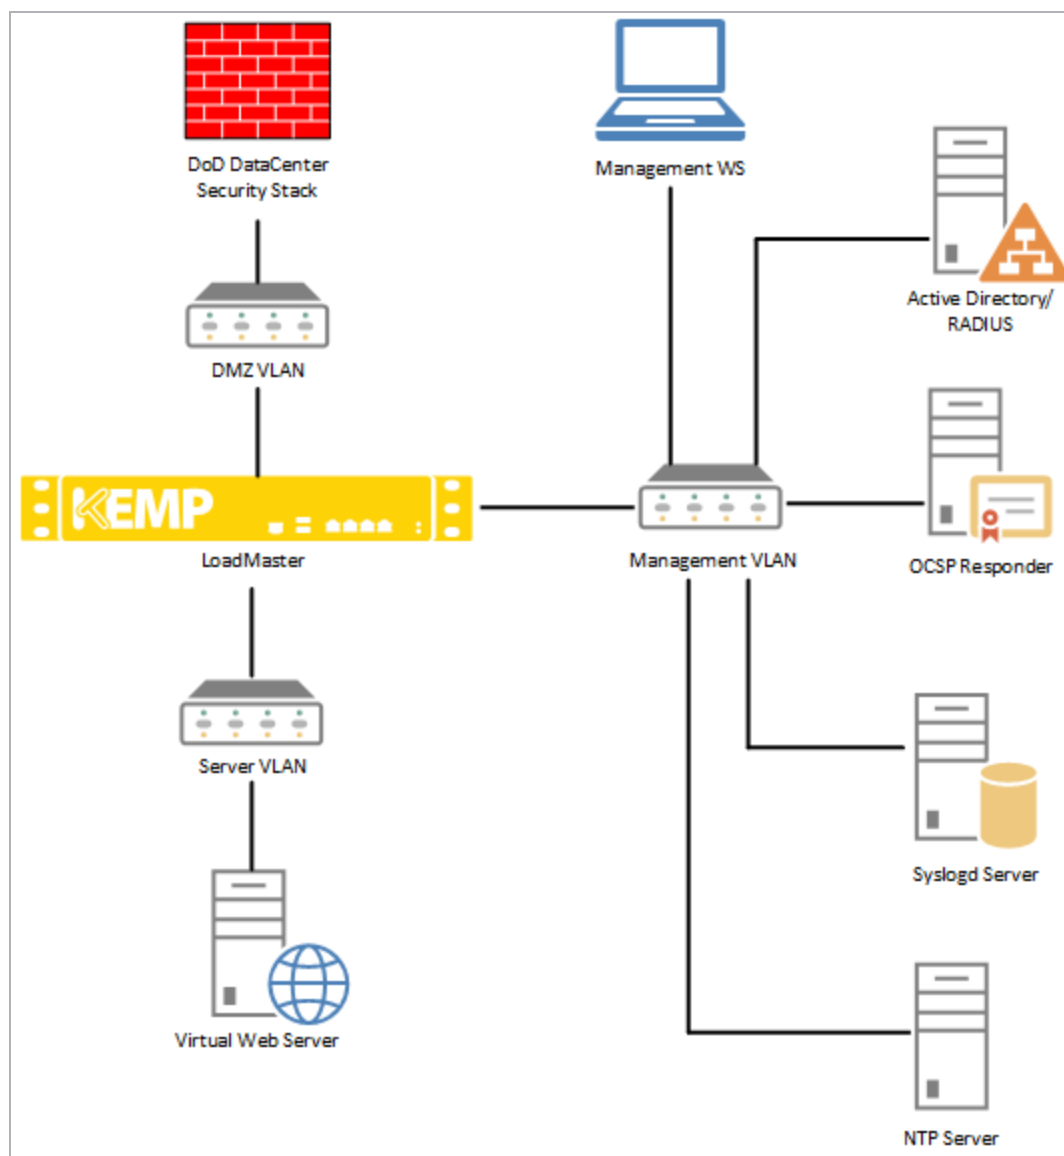 DoD DataCenter
Security Stack
Management WS
Active Directory/
RADIUS
DMZ VLAN
KEMP
LoadMaster
Management VLAN
OCSP Responder
Server VLAN
Syslogd Server
Virtual Web Server
NTP Server